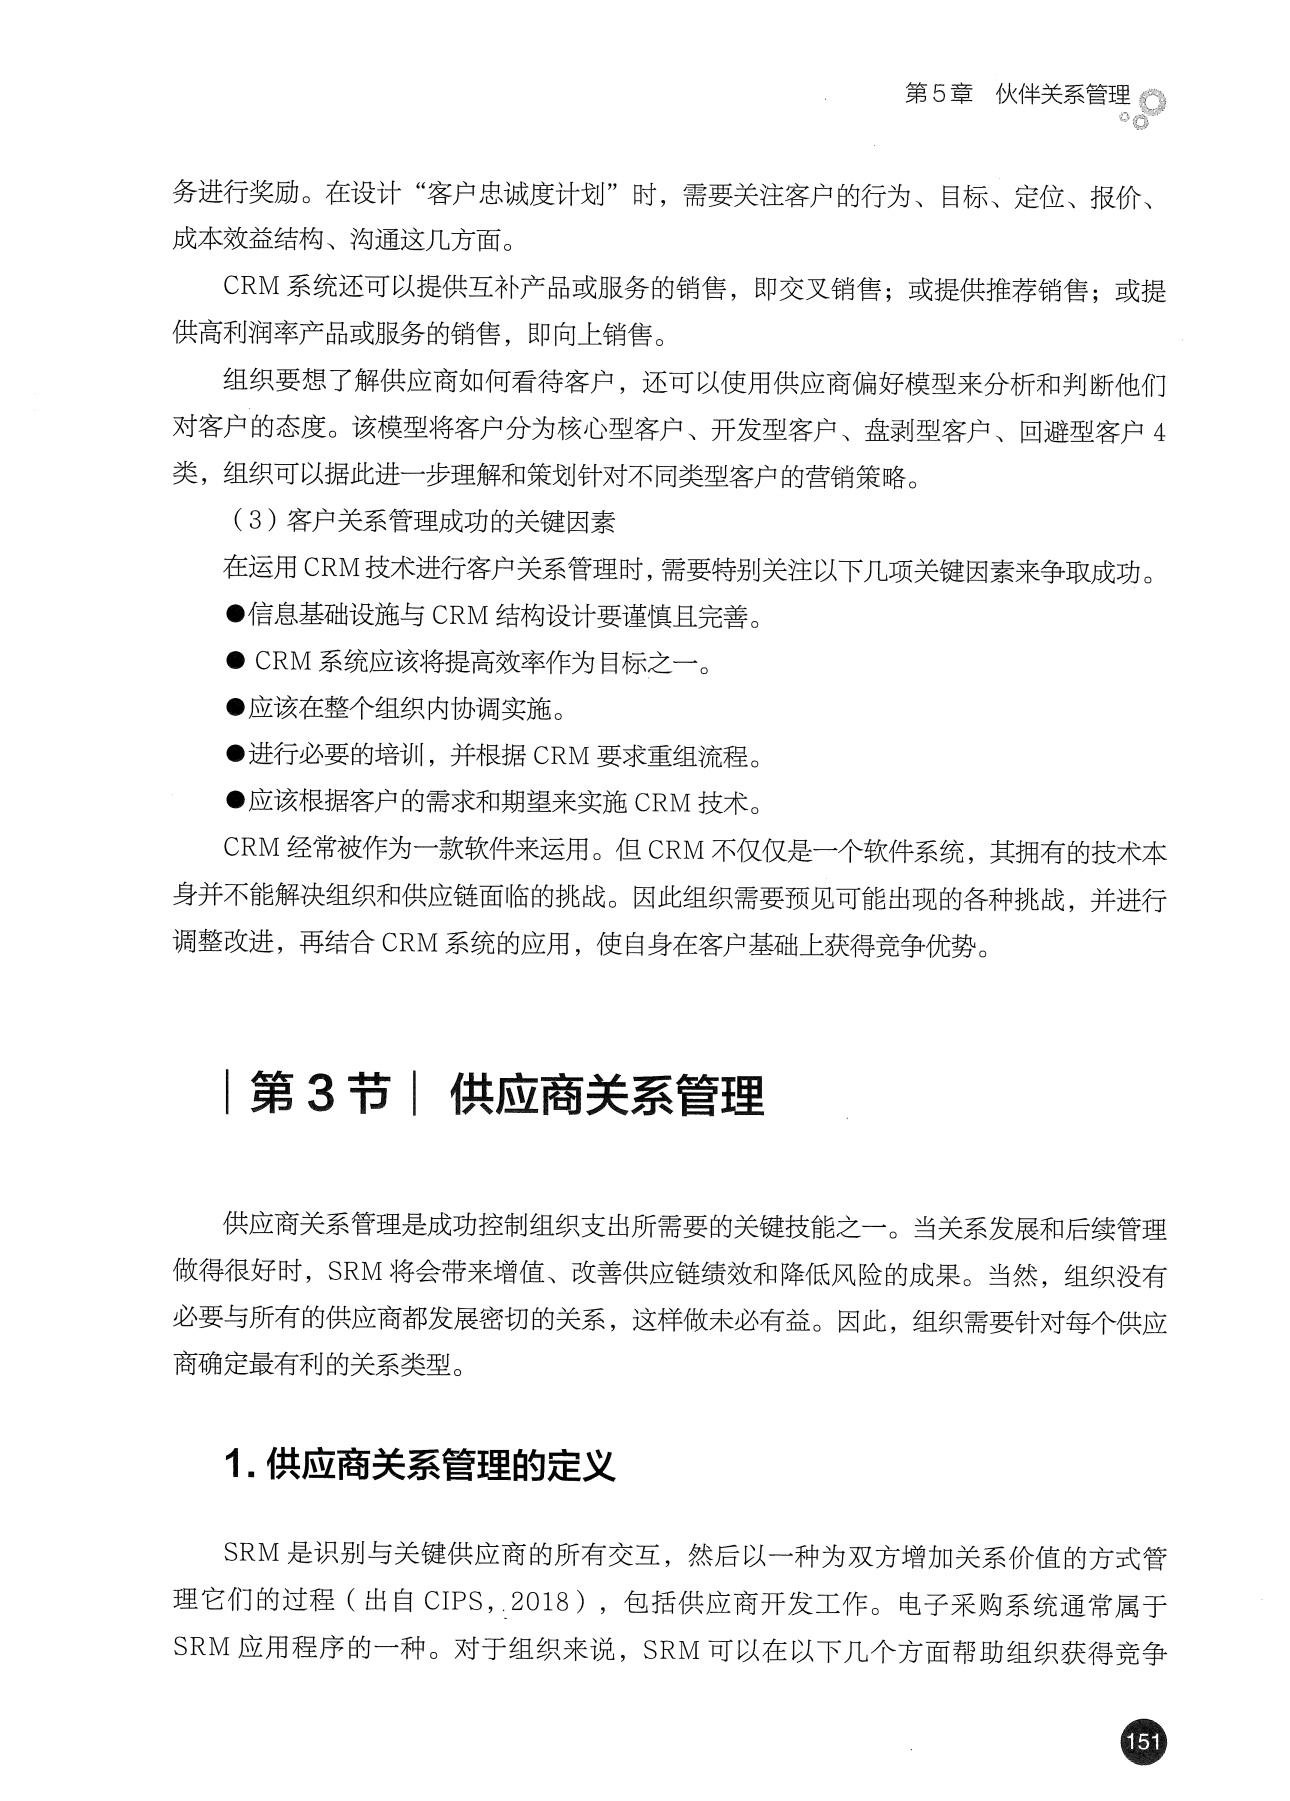 第5章 伙伴关系管理
务进行奖励。在设计“客户忠诚度计划”时，需要关注客户的行为、目标、定位、报价、
成本效益结构、沟通这几方面。
CRM 系统还可以提供互补产品或服务的销售，即交叉销售；或提供推荐销售；或提
供高利润率产品或服务的销售，即向上销售。
组织要想了解供应商如何看待客户，还可以使用供应商偏好模型来分析和判断他们
对客户的态度。该模型将客户分为核心型客户、开发型客户、盘剥型客户、回避型客户 4
类，组织可以据此进一步理解和策划针对不同类型客户的营销策略。
（3）客户关系管理成功的关键因素
在运用 CRM 技术进行客户关系管理时，需要特别关注以下几项关键因素来争取成功。
●信息基础设施与 CRM 结构设计要谨慎且完善。
● CRM 系统应该将提高效率作为目标之一。
●应该在整个组织内协调实施。
●进行必要的培训，并根据 CRM 要求重组流程。
●应该根据客户的需求和期望来实施 CRM 技术。
CRM 经常被作为一款软件来运用。但 CRM 不仅仅是一个软件系统，其拥有的技术本
身并不能解决组织和供应链面临的挑战。因此组织需要预见可能出现的各种挑战，并进行
调整改进，再结合 CRM 系统的应用，使自身在客户基础上获得竞争优势。
|第 3 节| 供应商关系管理
供应商关系管理是成功控制组织支出所需要的关键技能之一。当关系发展和后续管理
做得很好时，SRM 将会带来增值、改善供应链绩效和降低风险的成果。当然，组织没有
必要与所有的供应商都发展密切的关系，这样做未必有益。因此，组织需要针对每个供应
商确定最有利的关系类型。
1. 供应商关系管理的定义
SRM 是识别与关键供应商的所有交互，然后以一种为双方增加关系价值的方式管
理它们的过程（出自 CIPS，2018），包括供应商开发工作。电子采购系统通常属于
SRM 应用程序的一种。对于组织来说，SRM 可以在以下几个方面帮助组织获得竞争
151